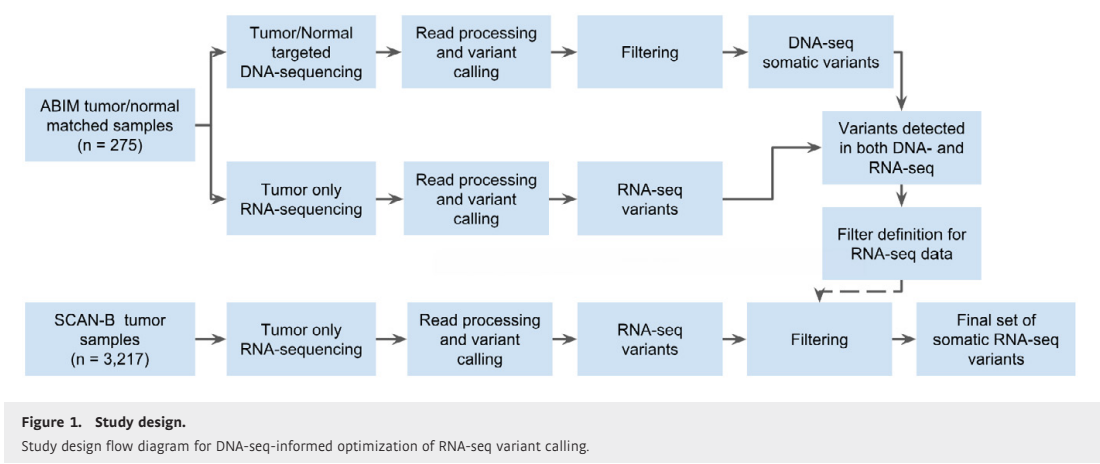 Tumor/Normal
targeted
DNA-sequencing
Read processing
and variant
calling
Filtering
DNA-seq
somatic variants
ABIM tumor/normal
matched samples
(n = 275)
Variants detected
in both DNA- and
RNA-seq
Tumor only
RNA-sequencing
Read processing
and variant
calling
RNA-seq
variants
Filter definition for
RNA-seq data
SCAN-B tumor
samples
(n = 3,217)
Tumor only
RNA-sequencing
Read processing
and variant
calling
RNA-seq
variants
Filtering
Final set of
somatic RNA-seq
variants
Figure 1. Study design.
Study design flow diagram for DNA-seq-informed optimization of RNA-seq variant calling.